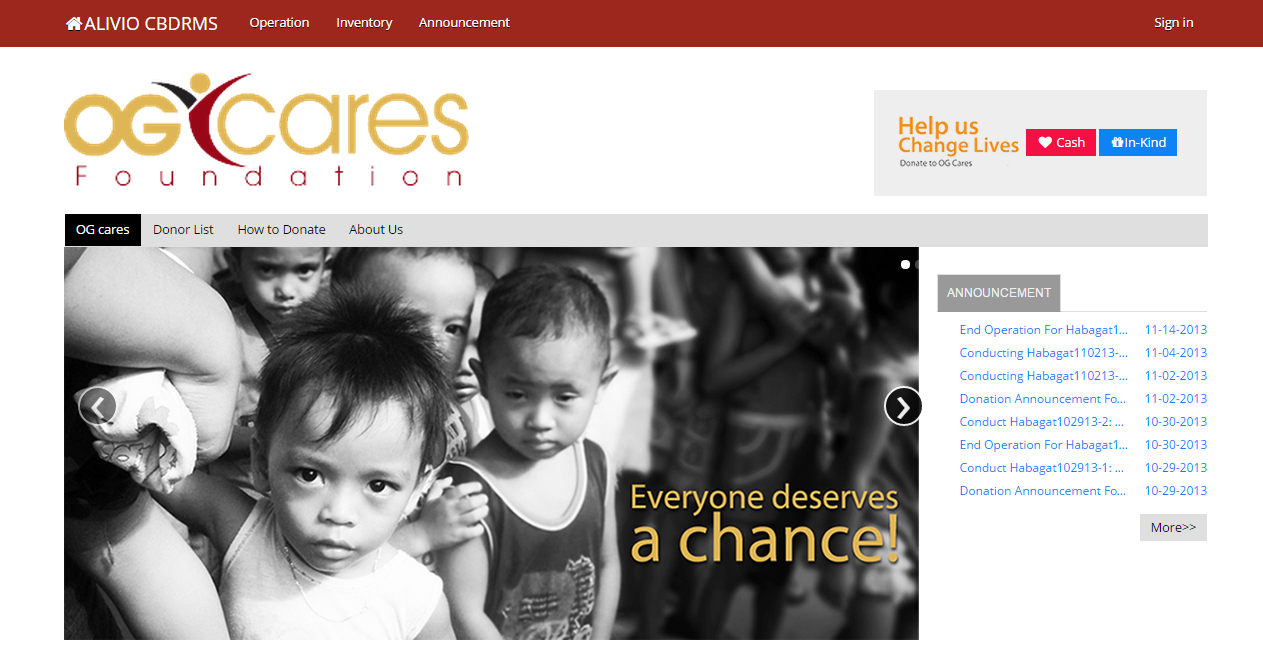 ALIVIO CBDRMS Operation Inventory Announcement Sign in
OG cares
Foundation
Help us
Change Lives
Donate to OG Cares
Cash In-Kind
OG cares Donor List How to Donate About Us
Everyone deserves
a chance!
ANNOUNCEMENT
End Operation For Habagat1... 11-14-2013
Conducting Habagat110213-... 11-04-2013
Conducting Habagat110213-... 11-02-2013
Donation Announcement Fo... 11-02-2013
Conduct Habagat102913-2: ... 10-30-2013
End Operation For Habagat1... 10-30-2013
Conduct Habagat102913-1: ... 10-29-2013
Donation Announcement Fo... 10-29-2013
More>>